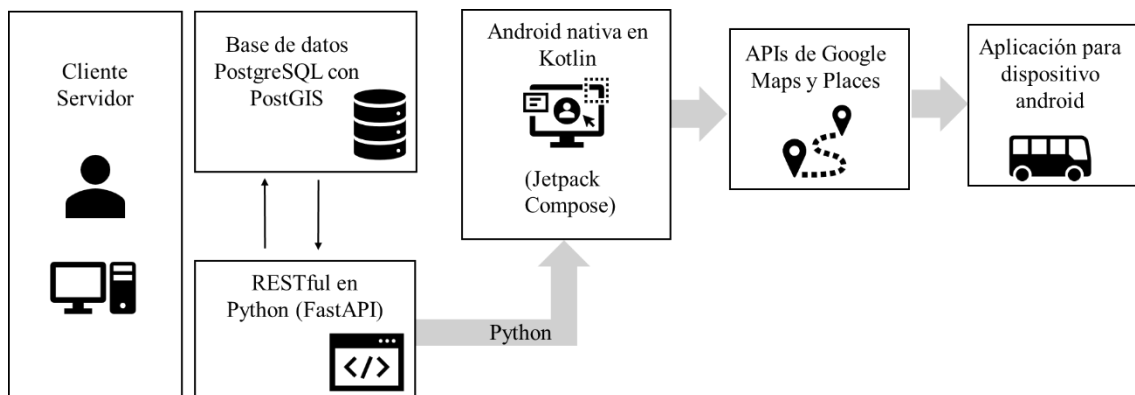 Cliente
Servidor
Base de datos
PostgreSQL con
PostGIS
RESTful en
Python (FastAPI)
</>
Python
Android nativa en
Kotlin
(Jetpack
Compose)
APIs de Google
Maps y Places
Aplicación para
dispositivo
android